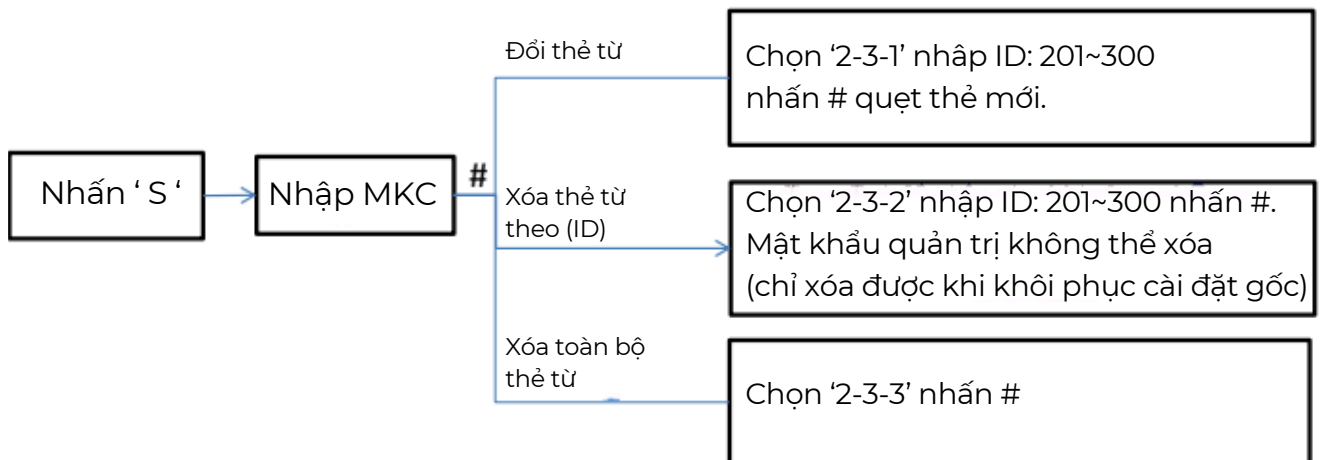 Nhấn ‘ S ‘
Nhập MKC
#
Đổi thẻ từ
Chọn ‘2-3-1’ nhâp ID: 201~300
nhấn # quẹt thẻ mới.
Xóa thẻ từ
theo (ID)
Chọn ‘2-3-2’ nhập ID: 201~300 nhấn #.
Mật khẩu quản trị không thể xóa
(chỉ xóa được khi khôi phục cài đặt gốc)
Xóa toàn bộ
thẻ từ
Chọn ‘2-3-3’ nhấn #